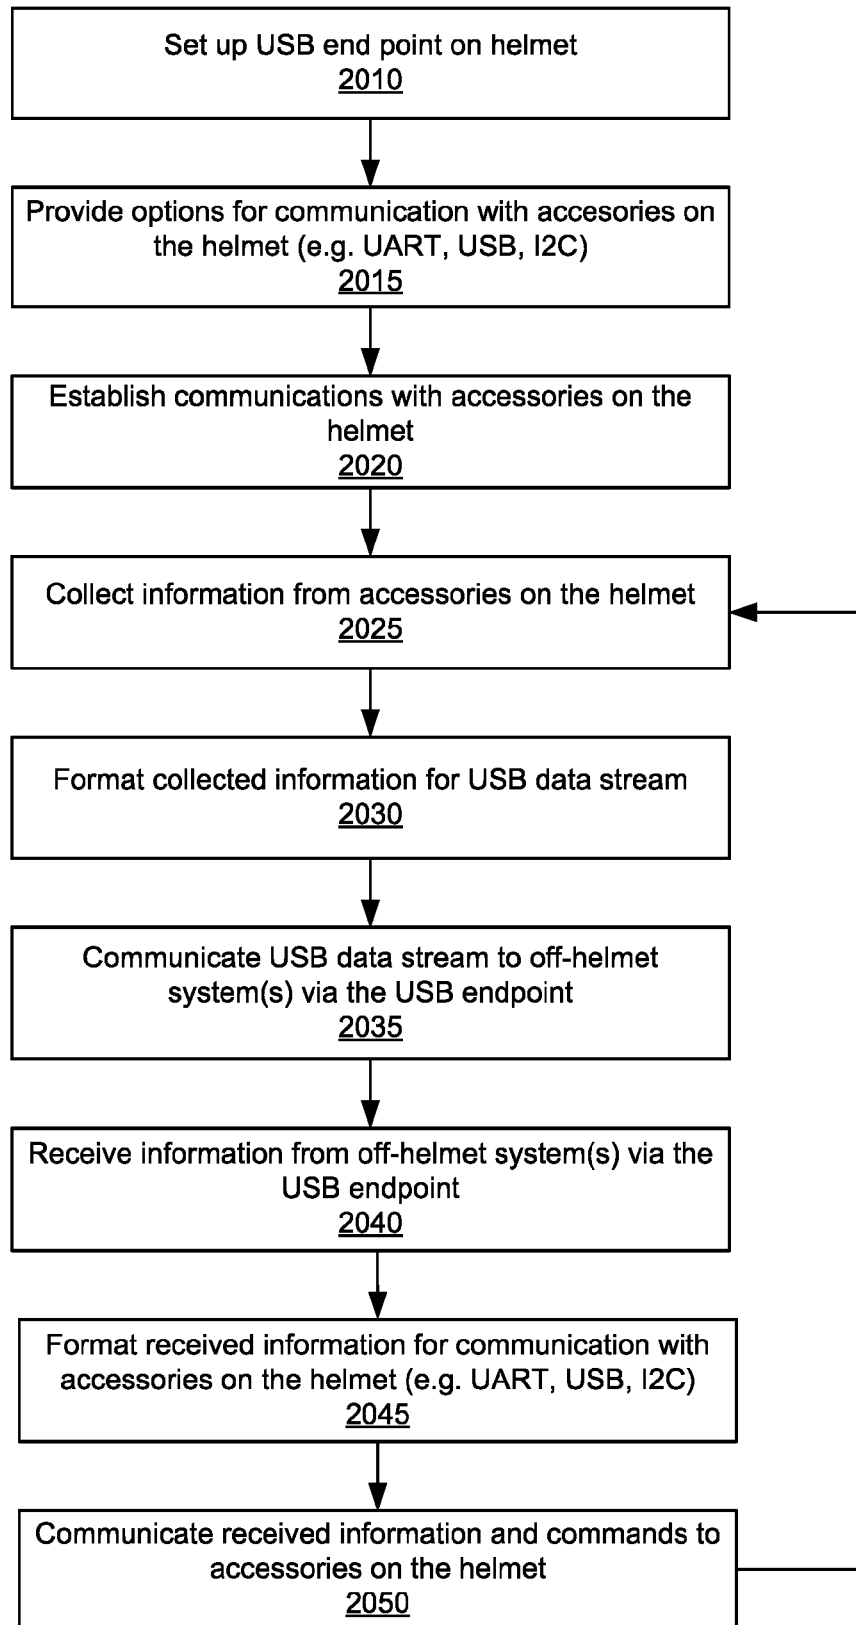 Set up USB end point on helmet
2010
Provide options for communication with accesories on
the helmet (e.g. UART, USB, I2C)
2015
Establish communications with accessories on the
helmet
2020
Collect information from accessories on the helmet
2025
Format collected information for USB data stream
2030
Communicate USB data stream to off-helmet
system(s) via the USB endpoint
2035
Receive information from off-helmet system(s) via the
USB endpoint
2040
Format received information for communication with
accessories on the helmet (e.g. UART, USB, I2C)
2045
Communicate received information and commands to
accessories on the helmet
2050